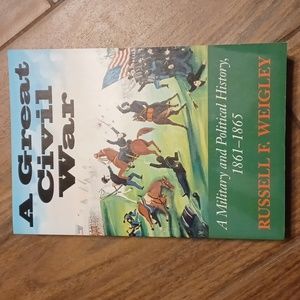 A Great
Civil
War
A Military and Political History,
1861–1865
RUSSELL F. WEIGLEY